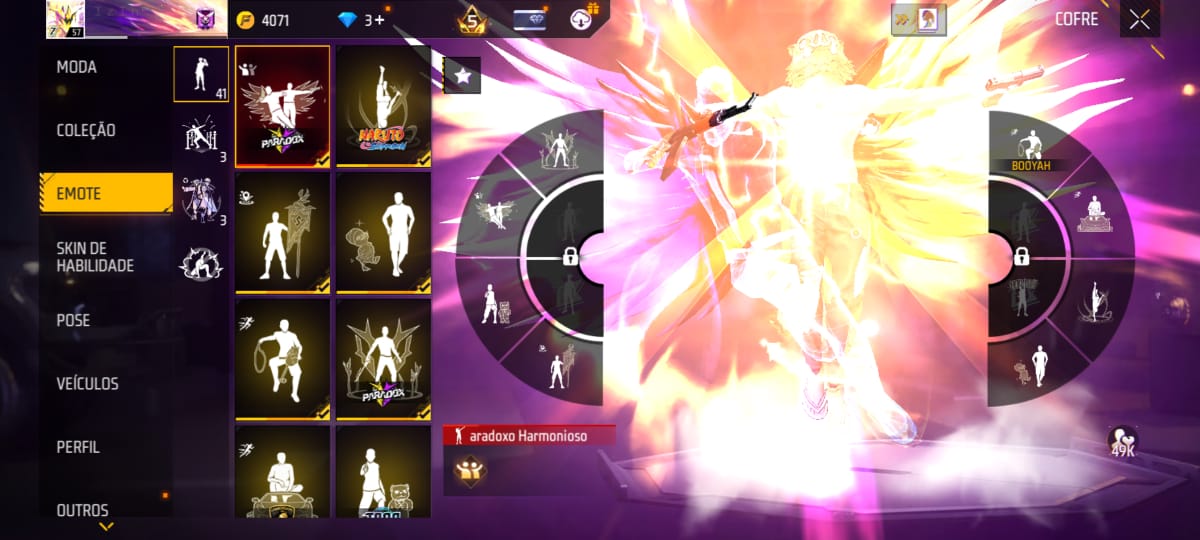 57
4071
3+
5
COFRE
MODA
COLEÇÃO
EMOTE
SKIN DE
HABILIDADE
POSE
VEÍCULOS
PERFIL
OUTROS
41
3
3
PARADOX
NARUTO
PARADOX
BOOYAH
aradoxo Harmonioso
49K